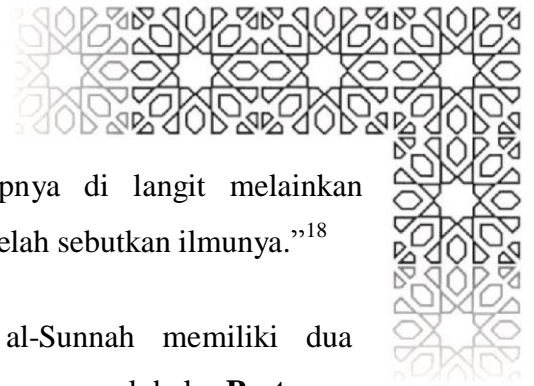 pnya di langit melainkan
elah sebutkan ilmunya.”18
al-Sunnah memiliki dua